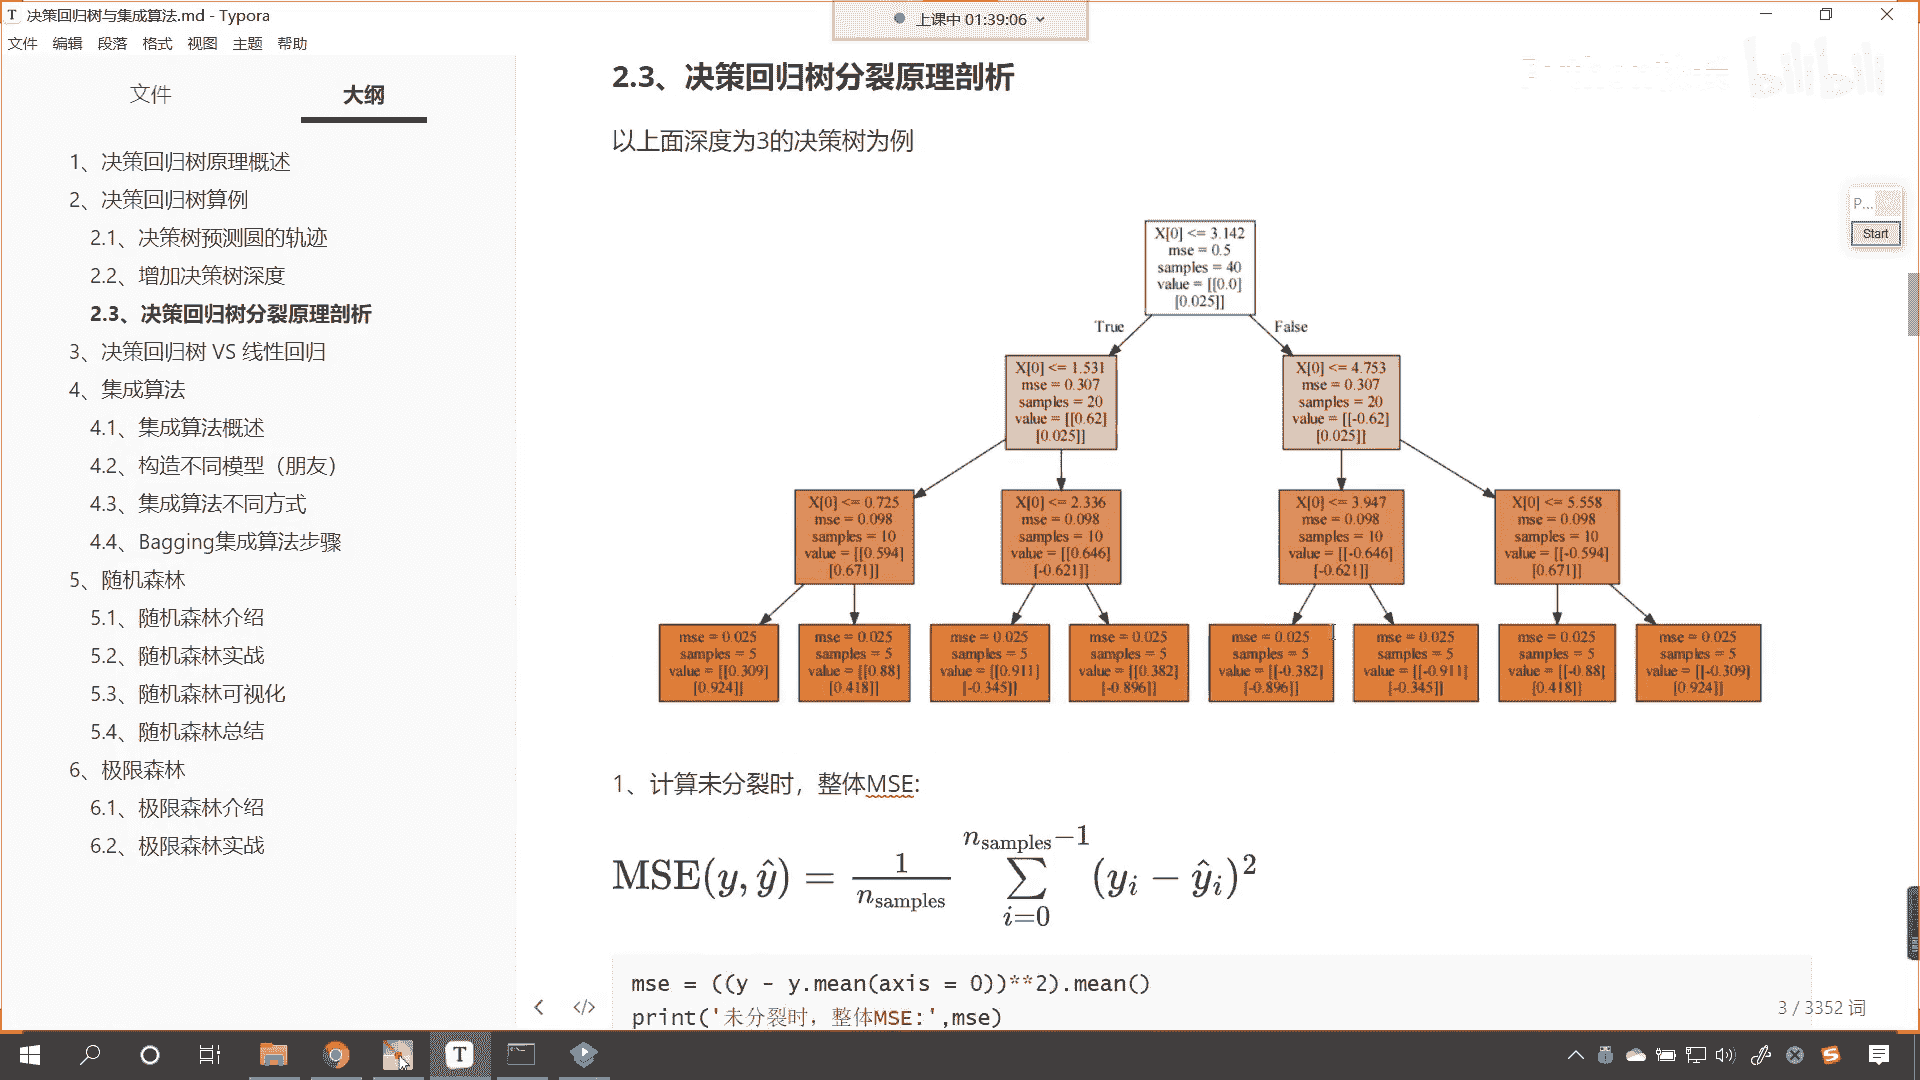 决策回归树与集成算法.md - Typora
上课中 01:39:06
文件 编辑 段落 格式 视图 主题 帮助
文件 大纲
1、决策回归树原理概述
2、决策回归树算例
2.1、决策树预测圆的轨迹
2.2、增加决策树深度
2.3、决策回归树分裂原理剖析
3、决策回归树 VS 线性回归
4、集成算法
4.1、集成算法概述
4.2、构造不同模型（朋友）
4.3、集成算法不同方式
4.4、Bagging集成算法步骤
5、随机森林
5.1、随机森林介绍
5.2、随机森林实战
5.3、随机森林可视化
5.4、随机森林总结
6、极限森林
6.1、极限森林介绍
6.2、极限森林实战
2.3、决策回归树分裂原理剖析
以上面深度为3的决策树为例
X[0] <= 3.142
mse = 0.5
samples = 40
value = [[0.0]
[0.025]]
True
False
X[0] <= 1.531
mse = 0.307
samples = 20
value = [[0.62]
[0.025]]
X[0] <= 4.753
mse = 0.307
samples = 20
value = [[-0.62]
[0.025]]
X[0] <= 0.725
mse = 0.098
samples = 10
value = [[0.594]
[0.671]]
X[0] <= 2.336
mse = 0.098
samples = 10
value = [[0.646]
[-0.621]]
X[0] <= 3.947
mse = 0.098
samples = 10
value = [[-0.646]
[-0.621]]
X[0] <= 5.558
mse = 0.098
samples = 10
value = [[-0.594]
[0.671]]
mse = 0.025
samples = 5
value = [[0.309]
[0.924]]
mse = 0.025
samples = 5
value = [[0.88]
[0.418]]
mse = 0.025
samples = 5
value = [[0.911]
[-0.345]]
mse = 0.025
samples = 5
value = [[0.382]
[-0.896]]
mse = 0.025
samples = 5
value = [[-0.382]
[-0.896]]
mse = 0.025
samples = 5
value = [[-0.911]
[-0.345]]
mse = 0.025
samples = 5
value = [[-0.88]
[0.418]]
mse = 0.025
samples = 5
value = [[-0.309]
[0.924]]
1、计算未分裂时，整体MSE:
MSE(y, ŷ) = 1/n_samples ∑_{i=0}^{n_samples−1} (y_i − ŷ_i)²
mse = ((y - y.mean(axis = 0))**2).mean()
print('未分裂时，整体MSE:',mse)
3 / 3352 词
P...
Start
bilibili